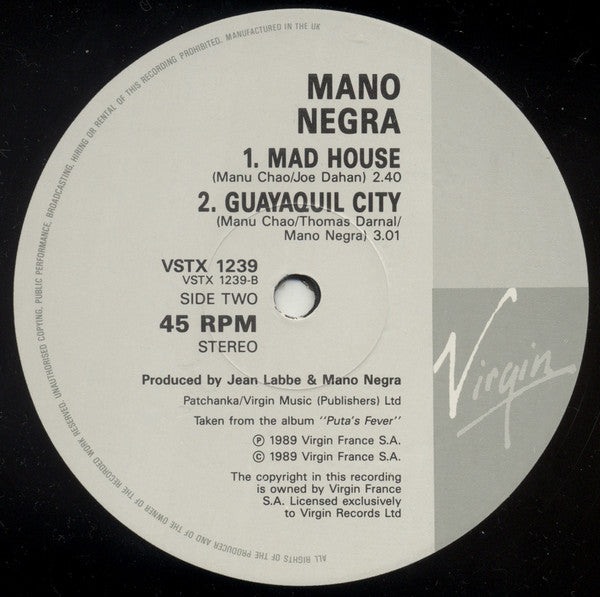 MANO
NEGRA
1. MAD HOUSE
(Manu Chao/Joe Dahan) 2.40
2. GUAYAQUIL CITY
(Manu Chao/Thomas Darnal/
Mano Negra) 3.01
VSTX 1239
VSTX 1239-B
SIDE TWO
45 RPM
STEREO
Virgin
Produced by Jean Labbe & Mano Negra
Patchanka/Virgin Music (Publishers) Ltd
Taken from the album "Puta's Fever"
℗ 1989 Virgin France S.A.
© 1989 Virgin France S.A.
The copyright in this recording
is owned by Virgin France
S.A. Licensed exclusively
to Virgin Records Ltd
ALL RIGHTS OF THE PRODUCER AND OF THE OWNER OF THE RECORDED WORK RESERVED. UNAUTHORISED COPYING, PUBLIC PERFORMANCE, BROADCASTING, HIRING OR RENTAL OF THIS RECORDING PROHIBITED. MANUFACTURED IN THE UK